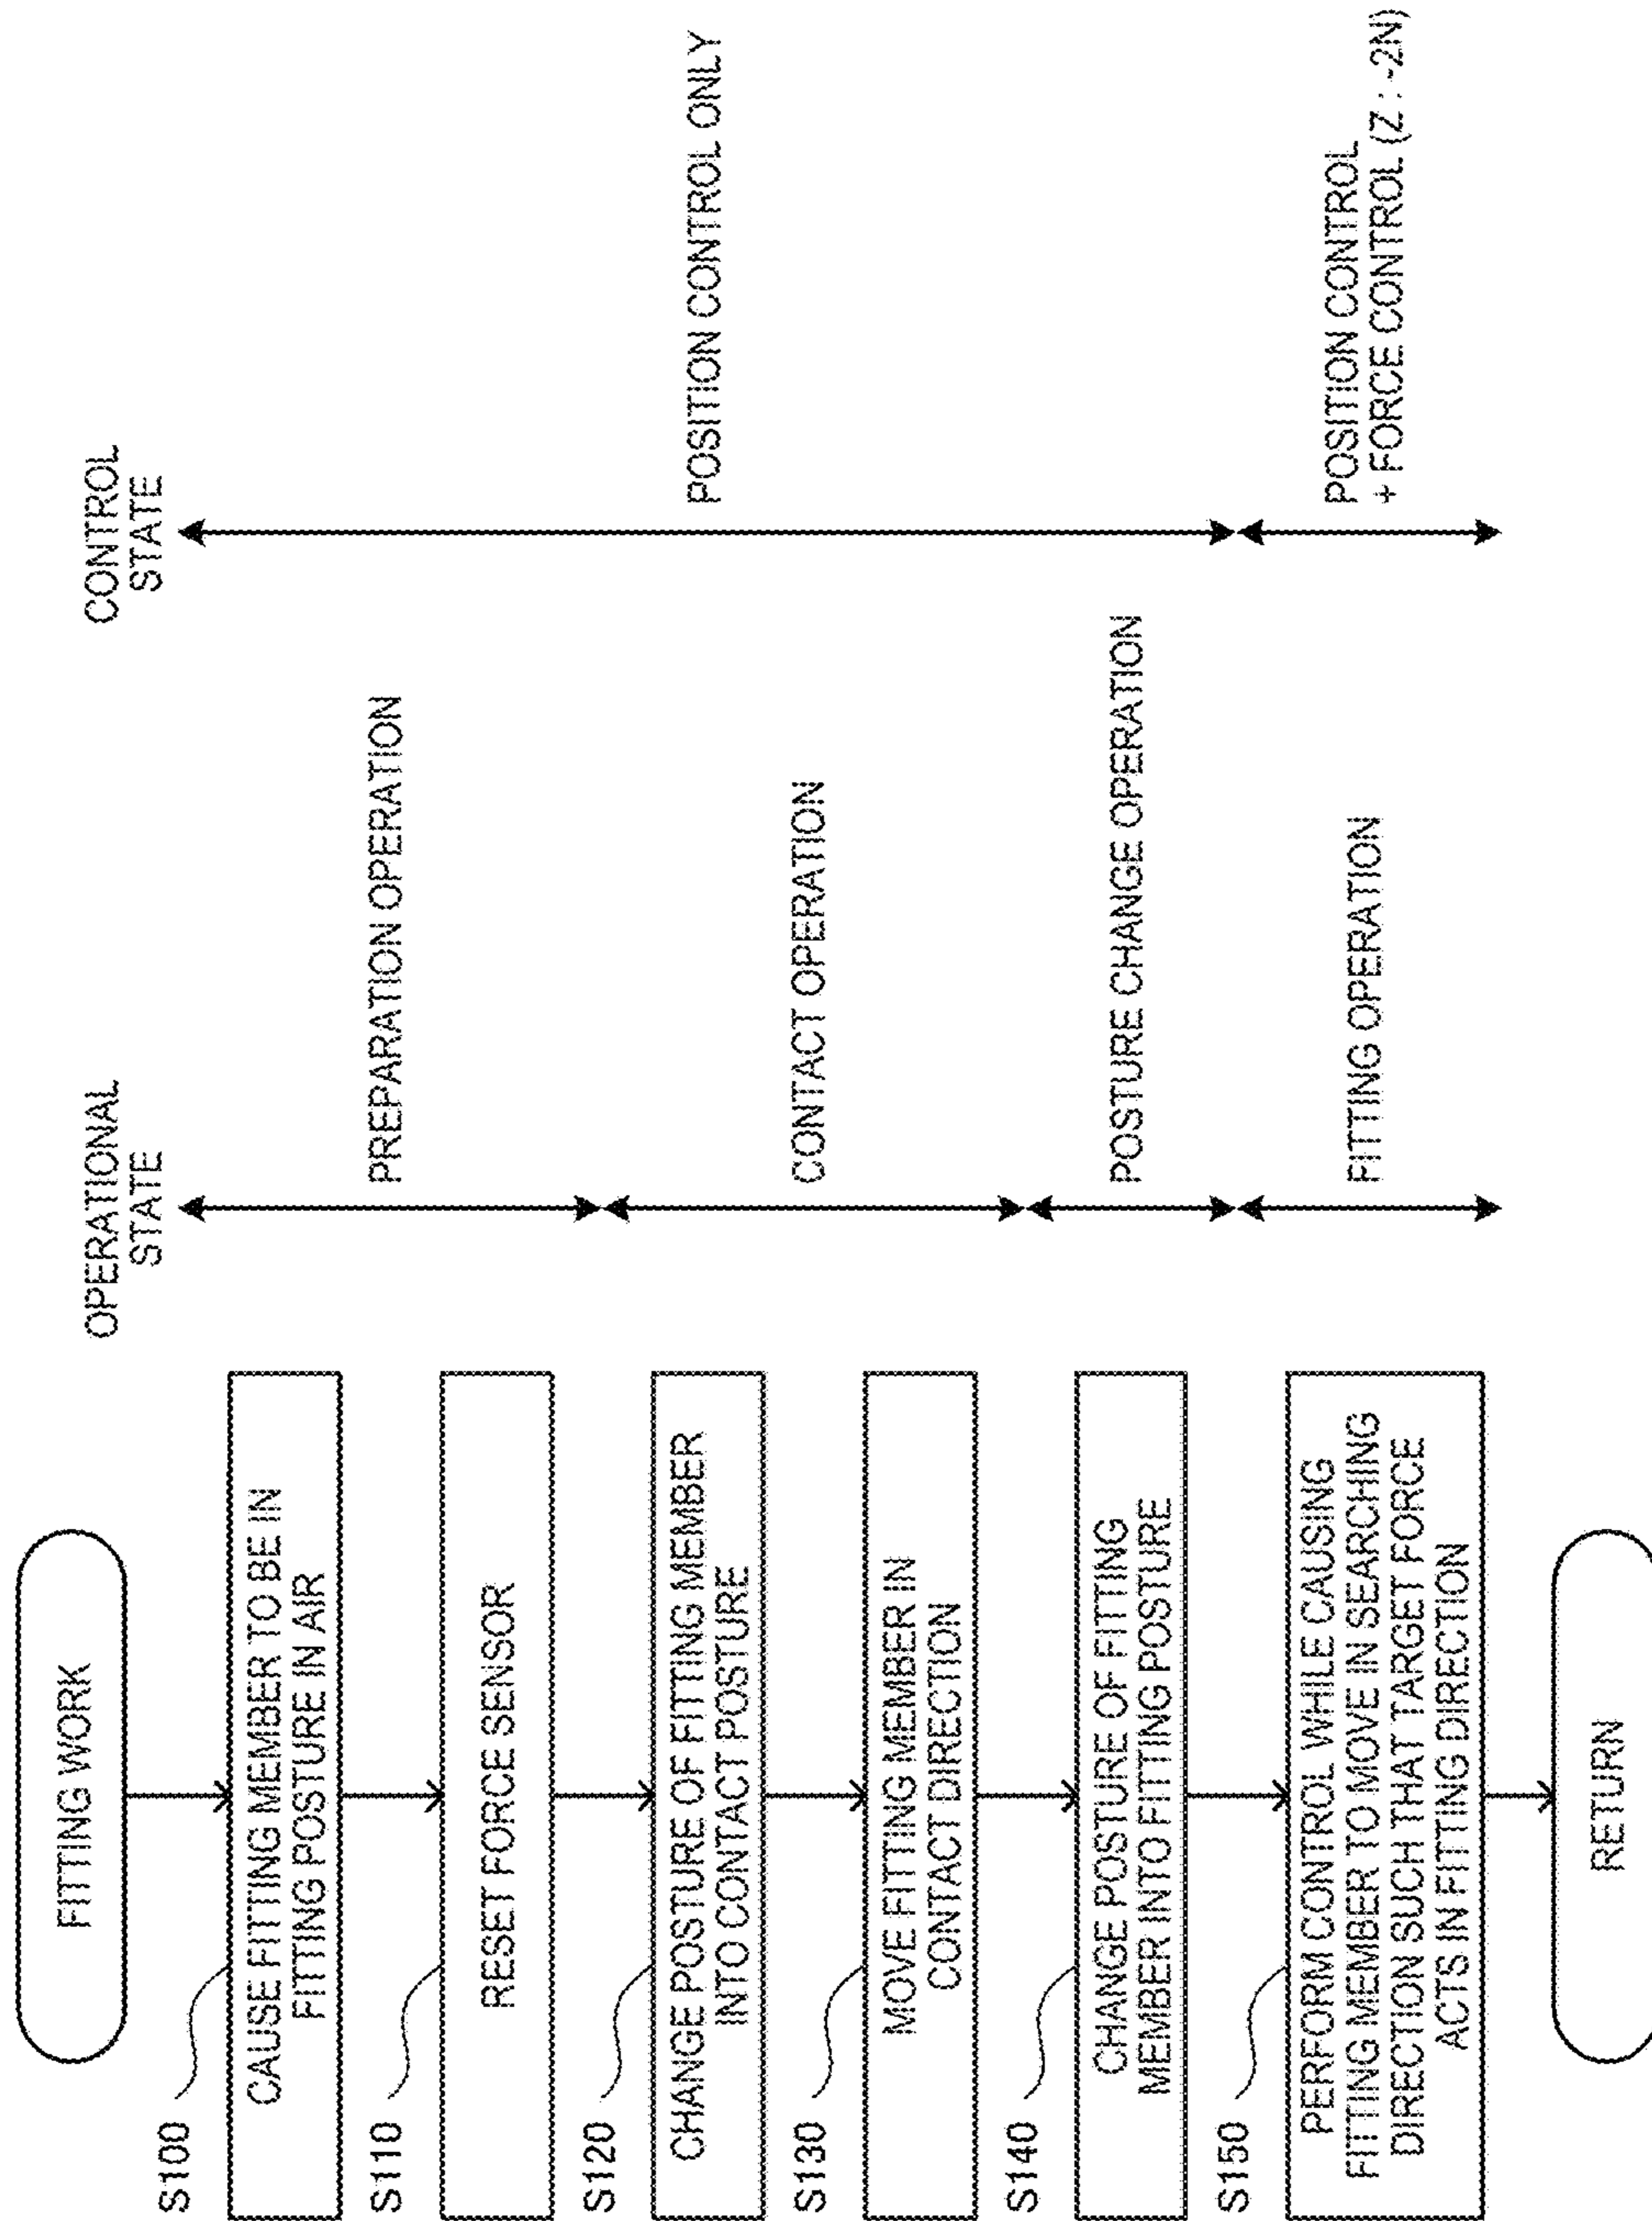 FITTING WORK
OPERATIONAL
STATE
CONTROL
STATE
S100
CAUSE FITTING MEMBER TO BE IN
FITTING POSTURE IN AIR
PREPARATION OPERATION
S110
RESET FORCE SENSOR
S120
CHANGE POSTURE OF FITTING MEMBER
INTO CONTACT POSTURE
CONTACT OPERATION
POSITION CONTROL ONLY
S130
MOVE FITTING MEMBER IN
CONTACT DIRECTION
S140
CHANGE POSTURE OF FITTING
MEMBER INTO FITTING POSTURE
POSTURE CHANGE OPERATION
S150
PERFORM CONTROL WHILE CAUSING
FITTING MEMBER TO MOVE IN SEARCHING
DIRECTION SUCH THAT TARGET FORCE
ACTS IN FITTING DIRECTION
FITTING OPERATION
POSITION CONTROL
+ FORCE CONTROL (Z : -2N)
RETURN